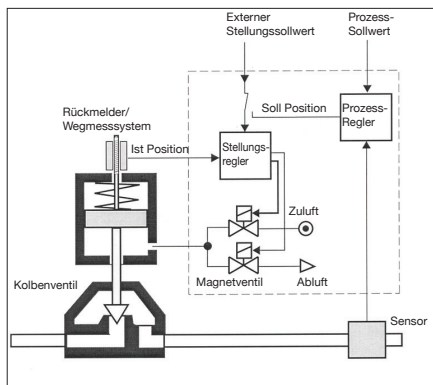 Externer
Stellungssollwert
Prozess-
Sollwert
Rückmelder/
Wegmesssystem
Soll Position
Prozess-
Regler
Ist Position
Stellungs-
regler
Zuluft
Kolbenventil
Magnetventil
Abluft
Sensor